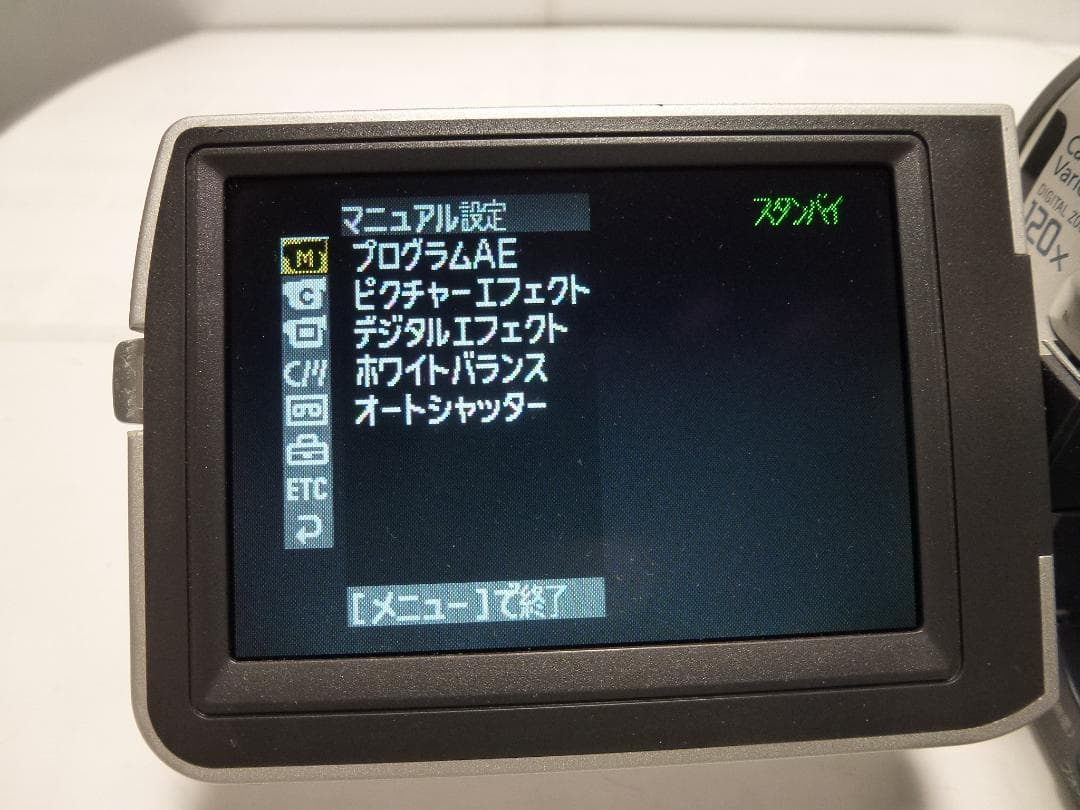 マニュアル設定
スタンバイ
M
プログラムAE
ピクチャーエフェクト
デジタルエフェクト
ホワイトバランス
オートシャッター
C
ETC
[メニュー]で終了
DIGITAL
120x